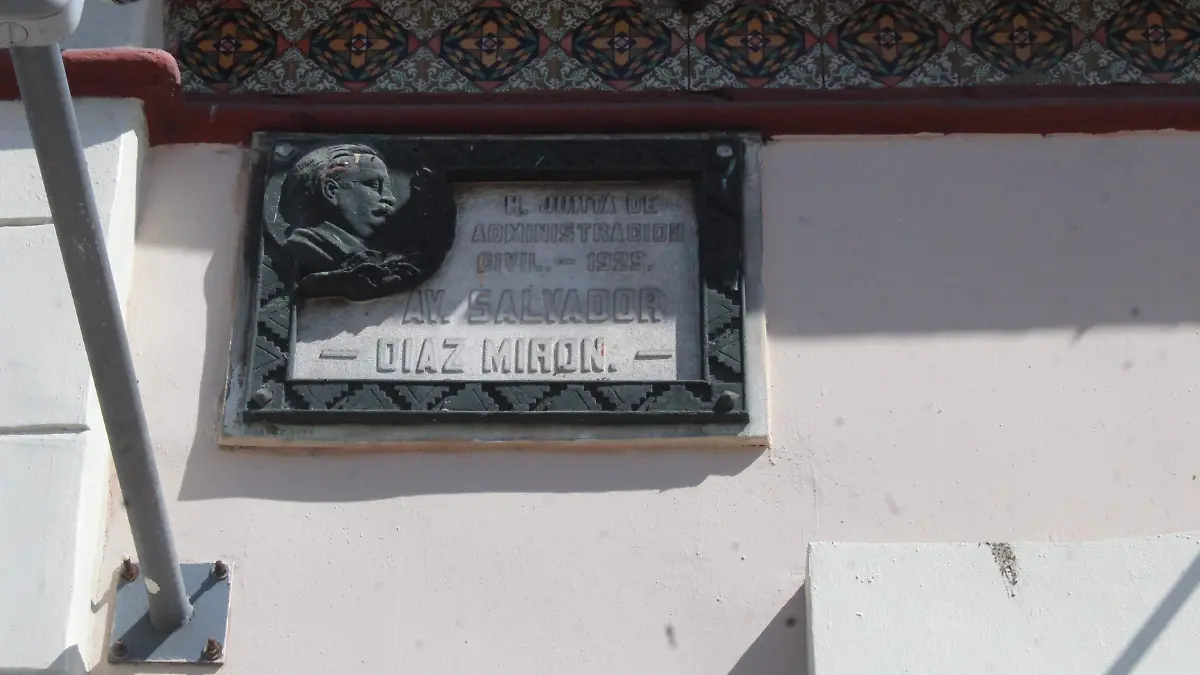 H. JUNTA DE
ADMINISTRACION
CIVIL. — 1929.
AV. SALVADOR
— DIAZ MIRON. —